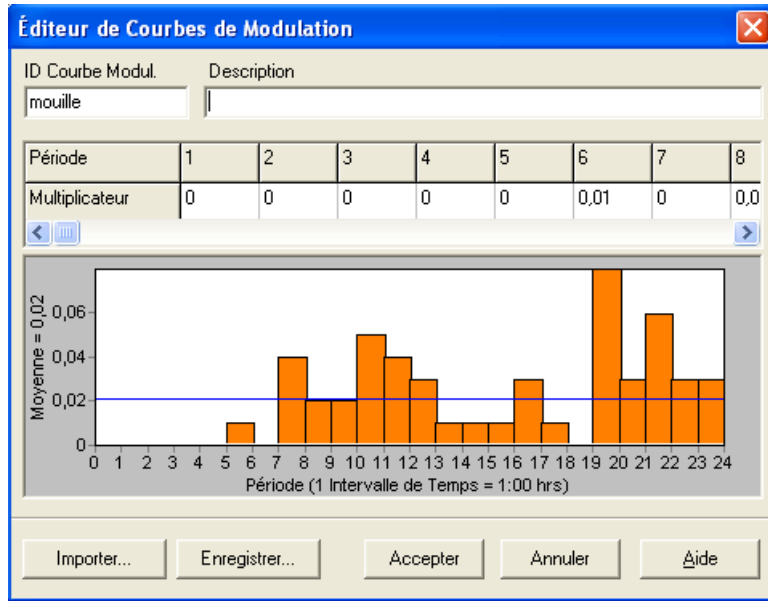 Éditeur de Courbes de Modulation
ID Courbe Modul. Description
mouille
Période 1 2 3 4 5 6 7 8
Multiplicateur 0 0 0 0 0 0,01 0 0,0
Moyenne = 0,02
0,06
0,04
0,02
0
0 1 2 3 4 5 6 7 8 9 10 11 12 13 14 15 16 17 18 19 20 21 22 23 24
Période (1 Intervalle de Temps = 1:00 hrs)
Importer... Enregistrer... Accepter Annuler Aide